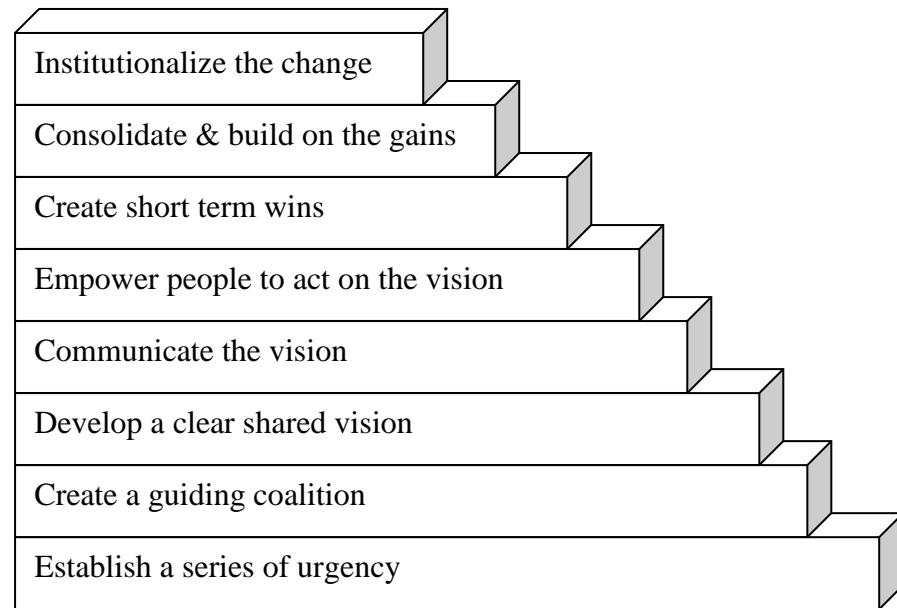 Institutionalize the change
Consolidate & build on the gains
Create short term wins
Empower people to act on the vision
Communicate the vision
Develop a clear shared vision
Create a guiding coalition
Establish a series of urgency